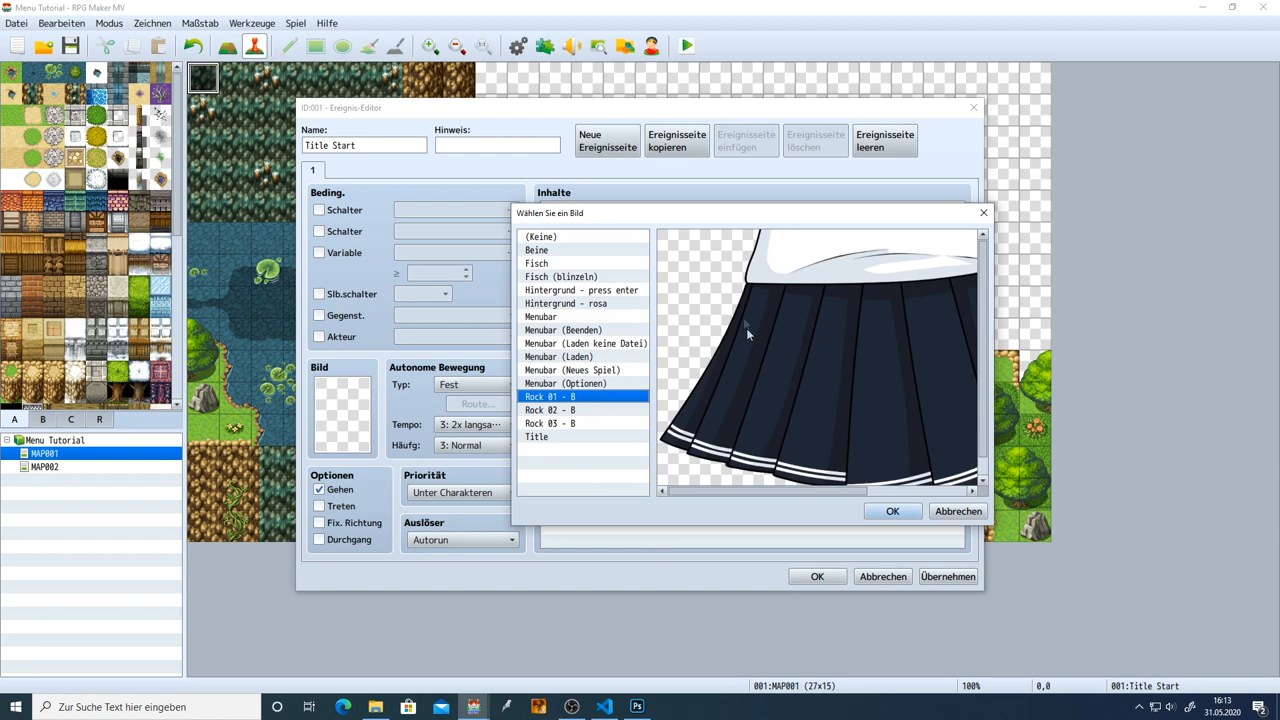 Menu Tutorial - RPG Maker MV
Datei Bearbeiten Modus Zeichnen Maßstab Werkzeuge Spiel Hilfe
ID:001 - Ereignis-Editor
Name: Hinweis:
Title Start
Neue Ereignisseite
Ereignisseite kopieren
Ereignisseite einfügen
Ereignisseite löschen
Ereignisseite leeren
1
Beding.
Inhalte
Schalter
Schalter
Variable
≥
Slb.schalter
Gegenst.
Akteur
Bild
Autonome Bewegung
Typ: Fest
Route...
Tempo: 3: 2x langsa...
Häufg: 3: Normal
Optionen
Gehen
Treten
Fix. Richtung
Durchgang
Priorität
Unter Charakteren
Auslöser
Autorun
OK Abbrechen Übernehmen
Wählen Sie ein Bild
(Keine)
Beine
Fisch
Fisch (blinzeln)
Hintergrund - press enter
Hintergrund - rosa
Menubar
Menubar (Beenden)
Menubar (Laden keine Datei)
Menubar (Laden)
Menubar (Neues Spiel)
Menubar (Optionen)
Rock 01 - B
Rock 02 - B
Rock 03 - B
Title
OK Abbrechen
A B C R
Menu Tutorial
MAP001
MAP002
001:MAP001 (27x15) 100% 0,0 001:Title Start
Zur Suche Text hier eingeben
Ps
16:13
31.05.2020
2